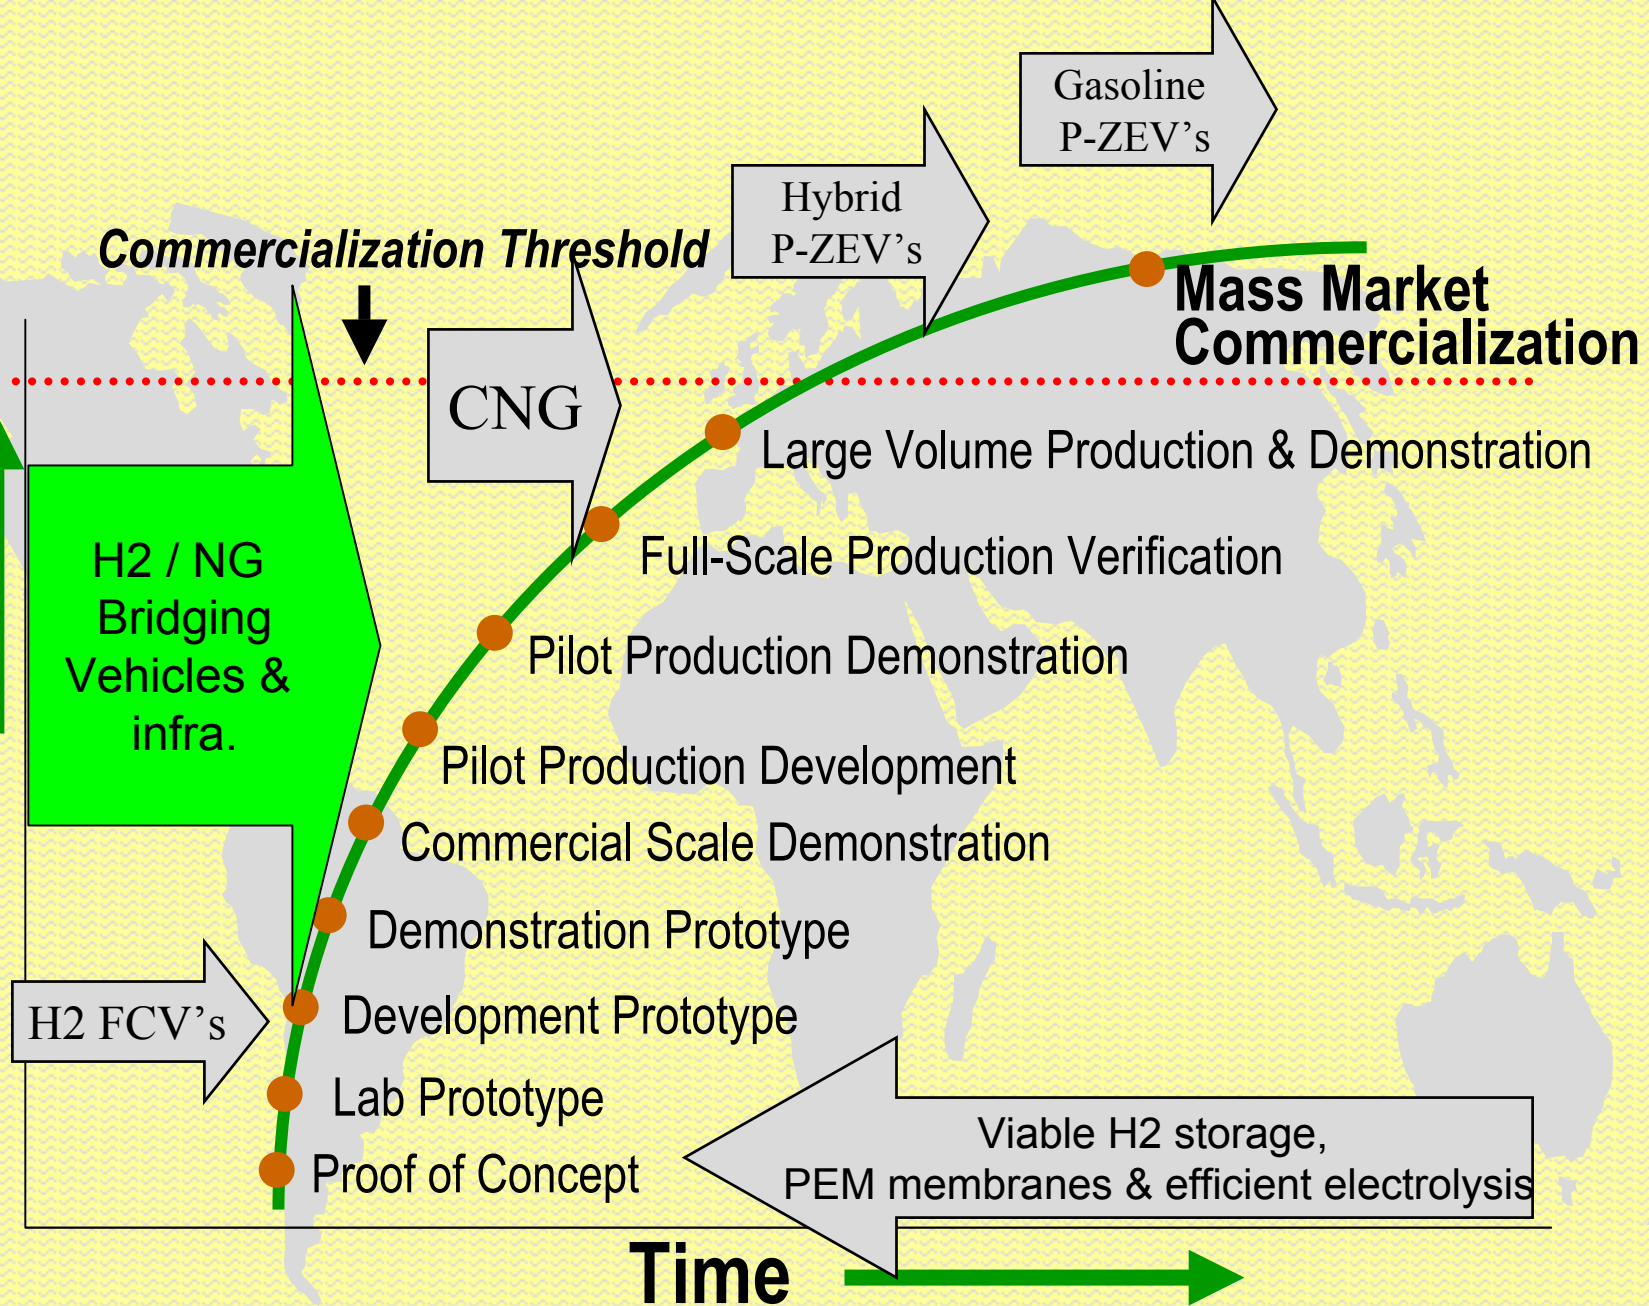 Gasoline
P-ZEV's
Hybrid
P-ZEV's
Commercialization Threshold
Mass Market
Commercialization
CNG
Large Volume Production & Demonstration
H2 / NG
Bridging
Vehicles &
infra.
Full-Scale Production Verification
Pilot Production Demonstration
Pilot Production Development
Commercial Scale Demonstration
Demonstration Prototype
H2 FCV's
Development Prototype
Lab Prototype
Proof of Concept
Viable H2 storage,
PEM membranes & efficient electrolysis
Time